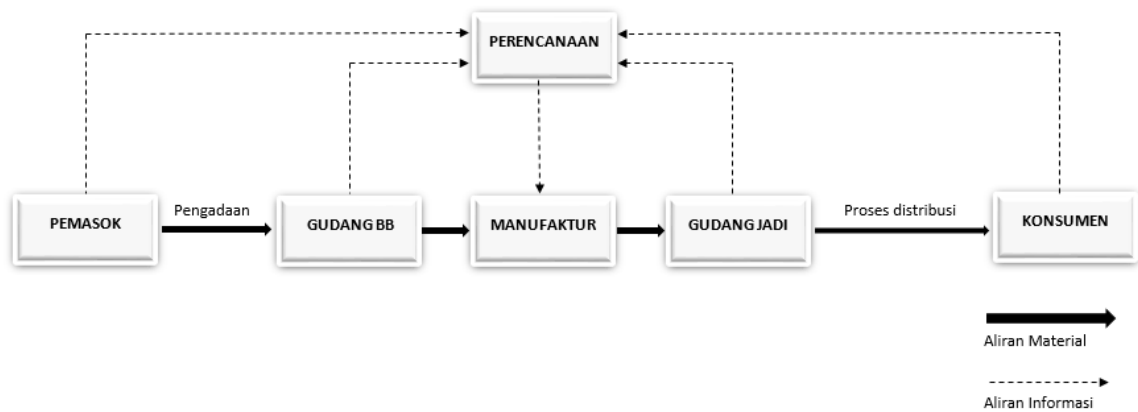 PERENCANAAN
PEMASOK
Pengadaan
GUDANG BB
MANUFAKTUR
GUDANG JADI
Proses distribusi
KONSUMEN
Aliran Material
Aliran Informasi